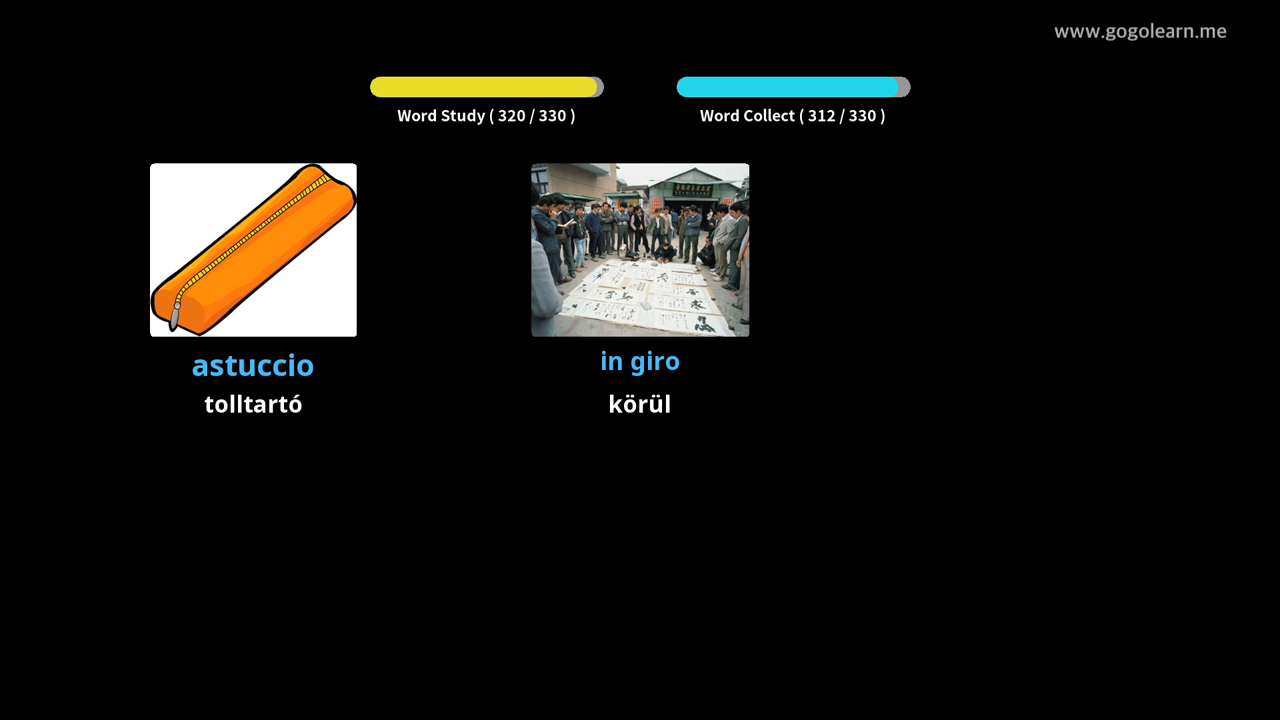 www.gogolearn.me
Word Study ( 320 / 330 )
Word Collect ( 312 / 330 )
astuccio
tolltartó
in giro
körül